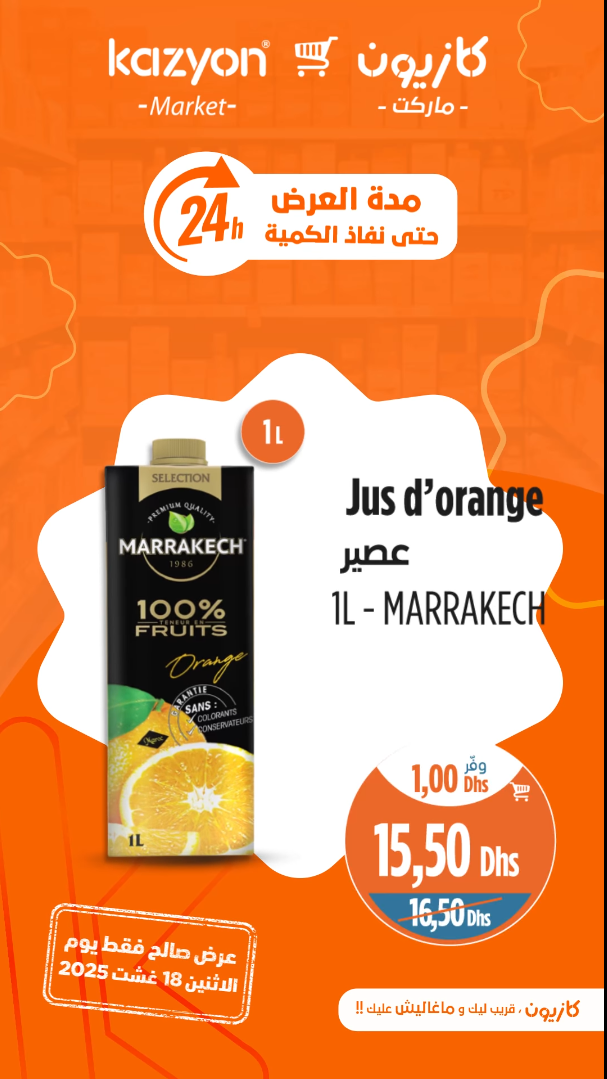 kazyon® كازيون
-Market- - ماركت -
24h
مدة العرض
حتى نفاذ الكمية
1L
SELECTION
·PREMIUM QUALITY·
MARRAKECH
1986
100%
TENEUR EN
FRUITS
Orange
GARANTIE
SANS :
COLORANTS
CONSERVATEURS
Maroc
1L
Jus d’orange
عصير
1L - MARRAKECH
وفّر
1,00 Dhs
15,50 Dhs
16,50 Dhs
عرض صالح فقط يوم
الاثنين 18 غشت 2025
كازيون ، قريب ليك و ماغاليش عليك !!